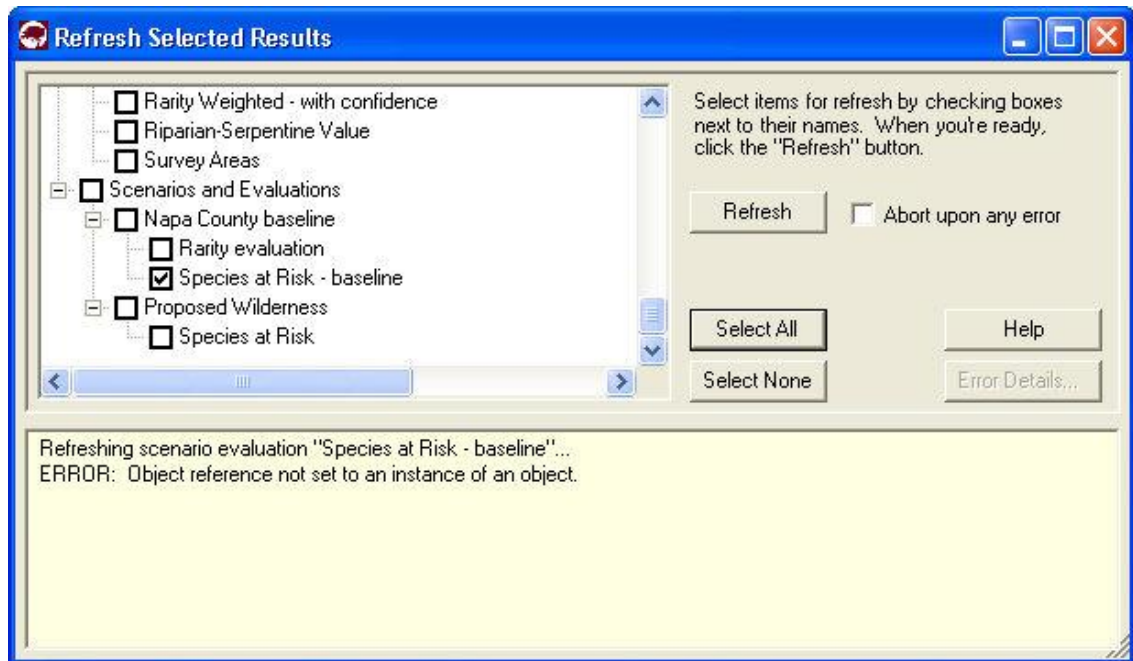 Refresh Selected Results
Rarity Weighted - with confidence
Riparian-Serpentine Value
Survey Areas
Scenarios and Evaluations
Napa County baseline
Rarity evaluation
Species at Risk - baseline
Proposed Wilderness
Species at Risk
Select items for refresh by checking boxes
next to their names.  When you're ready,
click the "Refresh" button.
Refresh
Abort upon any error
Select All
Help
Select None
Error Details...
Refreshing scenario evaluation "Species at Risk - baseline"...
ERROR:  Object reference not set to an instance of an object.